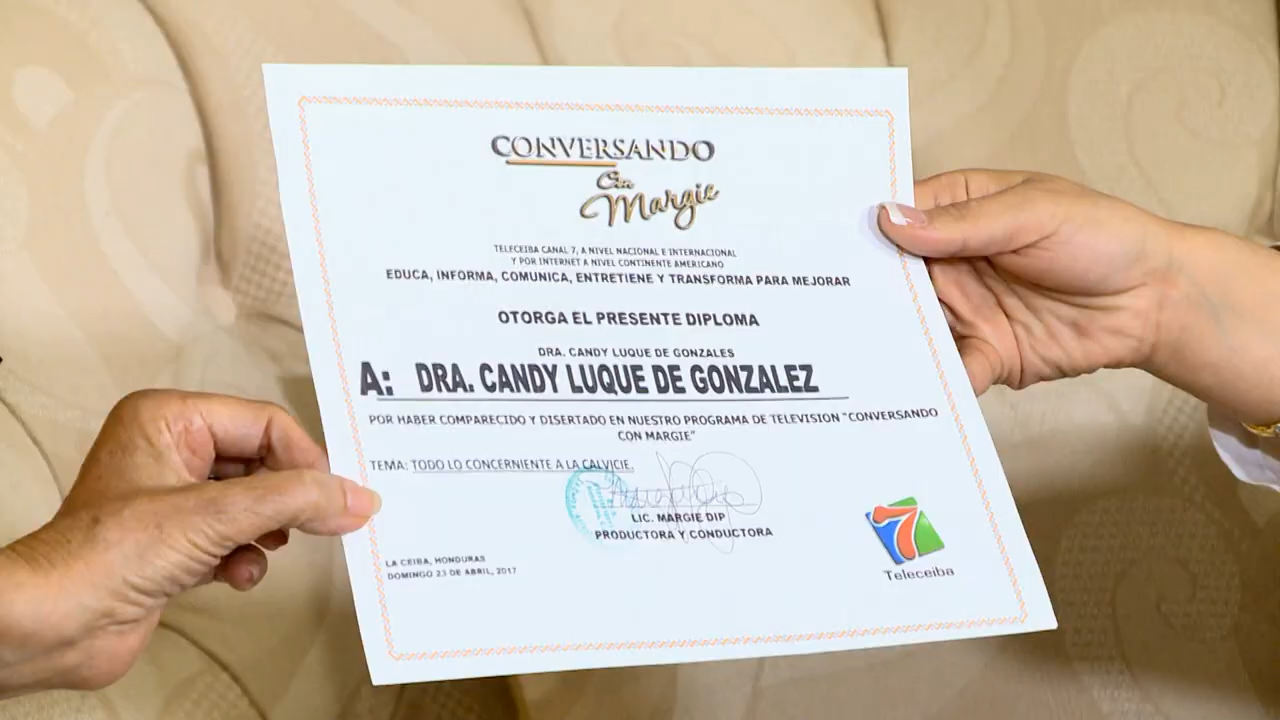 CONVERSANDO
Con
Margie
TELECEIBA CANAL 7, A NIVEL NACIONAL E INTERNACIONAL
Y POR INTERNET A NIVEL CONTINENTE AMERICANO
EDUCA, INFORMA, COMUNICA, ENTRETIENE Y TRANSFORMA PARA MEJORAR
OTORGA EL PRESENTE DIPLOMA
DRA. CANDY LUQUE DE GONZALES
A: DRA. CANDY LUQUE DE GONZALEZ
POR HABER COMPARECIDO Y DISERTADO EN NUESTRO PROGRAMA DE TELEVISION "CONVERSANDO
CON MARGIE"
TEMA: TODO LO CONCERNIENTE A LA CALVICIE.
LIC. MARGIE DIP
PRODUCTORA Y CONDUCTORA
LA CEIBA, HONDURAS
DOMINGO 23 DE ABRIL, 2017
7
Teleceiba